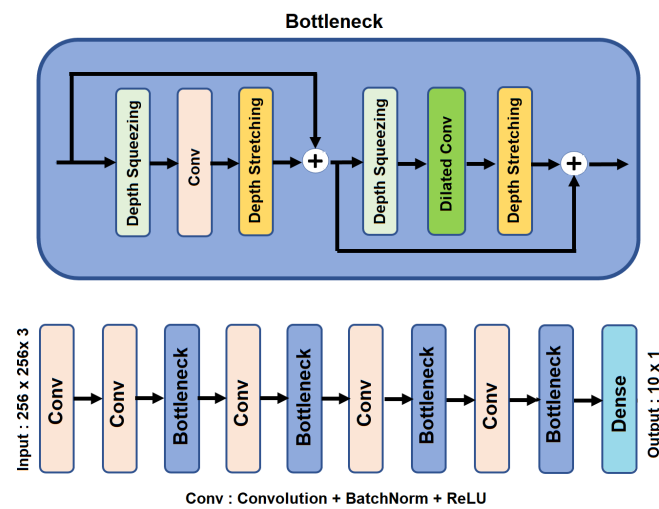 Bottleneck
Depth Squeezing
Conv
Depth Stretching
+
Depth Squeezing
Dilated Conv
Depth Stretching
+
Input : 256 x 256x 3
Conv
Conv
Bottleneck
Conv
Bottleneck
Conv
Bottleneck
Conv
Bottleneck
Dense
Output : 10 x 1
Conv : Convolution + BatchNorm + ReLU